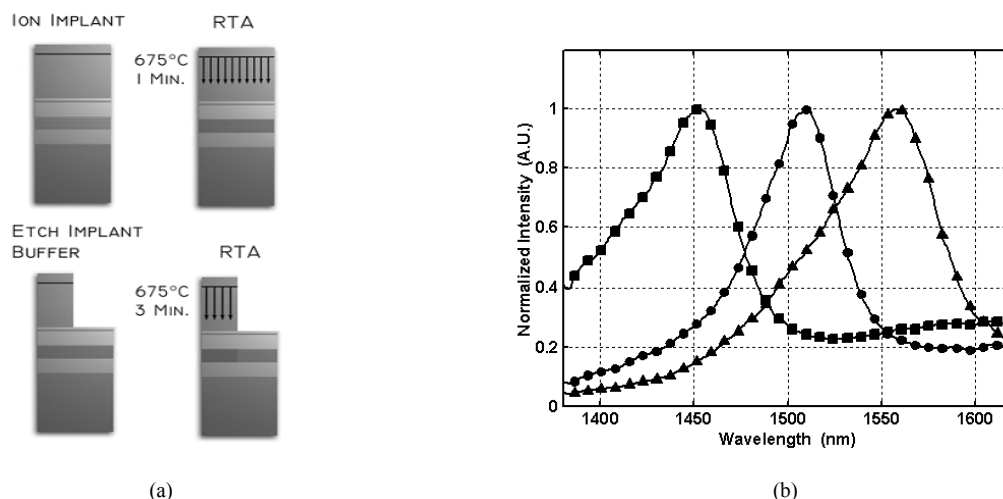 ION IMPLANT
RTA
675°C
1 MIN.
ETCH IMPLANT
BUFFER
RTA
675°C
3 MIN.
(a)
Normalized Intensity (A.U.)
1
0.8
0.6
0.4
0.2
0
1400 1450 1500 1550 1600
Wavelength (nm)
(b)